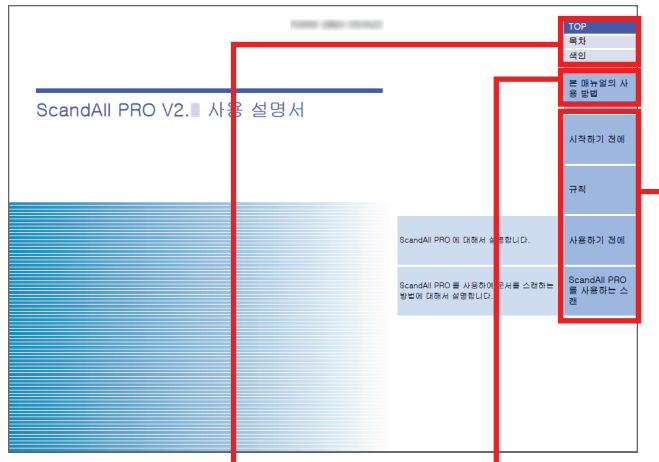 TOP
목차
색인
본 매뉴얼의 사
용 방법
ScandAll PRO V2. 사용 설명서
시작하기 전에
규칙
ScandAll PRO 에 대해서 설명합니다.
사용하기 전에
ScandAll PRO 를 사용하여 문서를 스캔하는
방법에 대해서 설명합니다.
ScandAll PRO
를 사용하는 스
캔